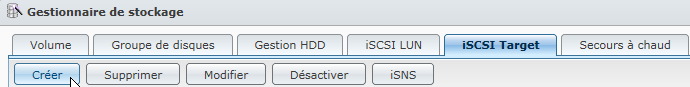 Gestionnaire de stockage
Volume Groupe de disques Gestion HDD iSCSI LUN iSCSI Target Secours à chaud
Créer Supprimer Modifier Désactiver iSNS